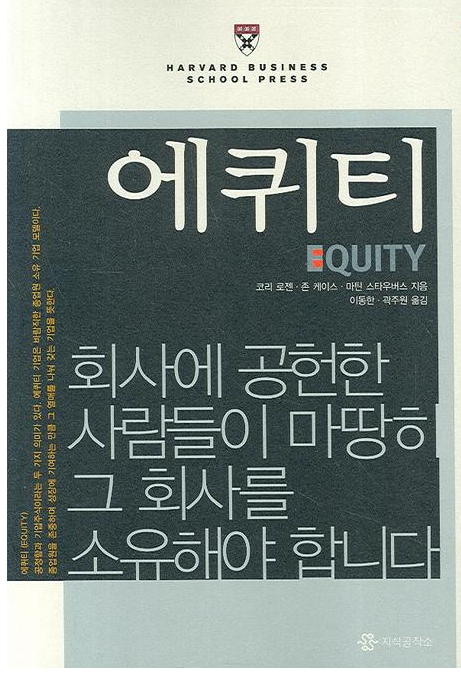 HARVARD BUSINESS
SCHOOL PRESS
에퀴티
EQUITY
코리 로젠 · 존 케이스 · 마틴 스타우버스 지음
이동한 · 곽주원 옮김
회사에 공헌한
사람들이 마땅히
그 회사를
소유해야 합니다
에퀴티(EQUITY)
공정함과 기업주식이라는 두 가지 의미가 있다. 에퀴티 기업은 바람직한 종업원 소유 기업 모델이다.
종업원을 존중하며 성장에 기여하는 만큼 그 열매를 나눠 갖는 기업을 뜻한다.
지식공작소